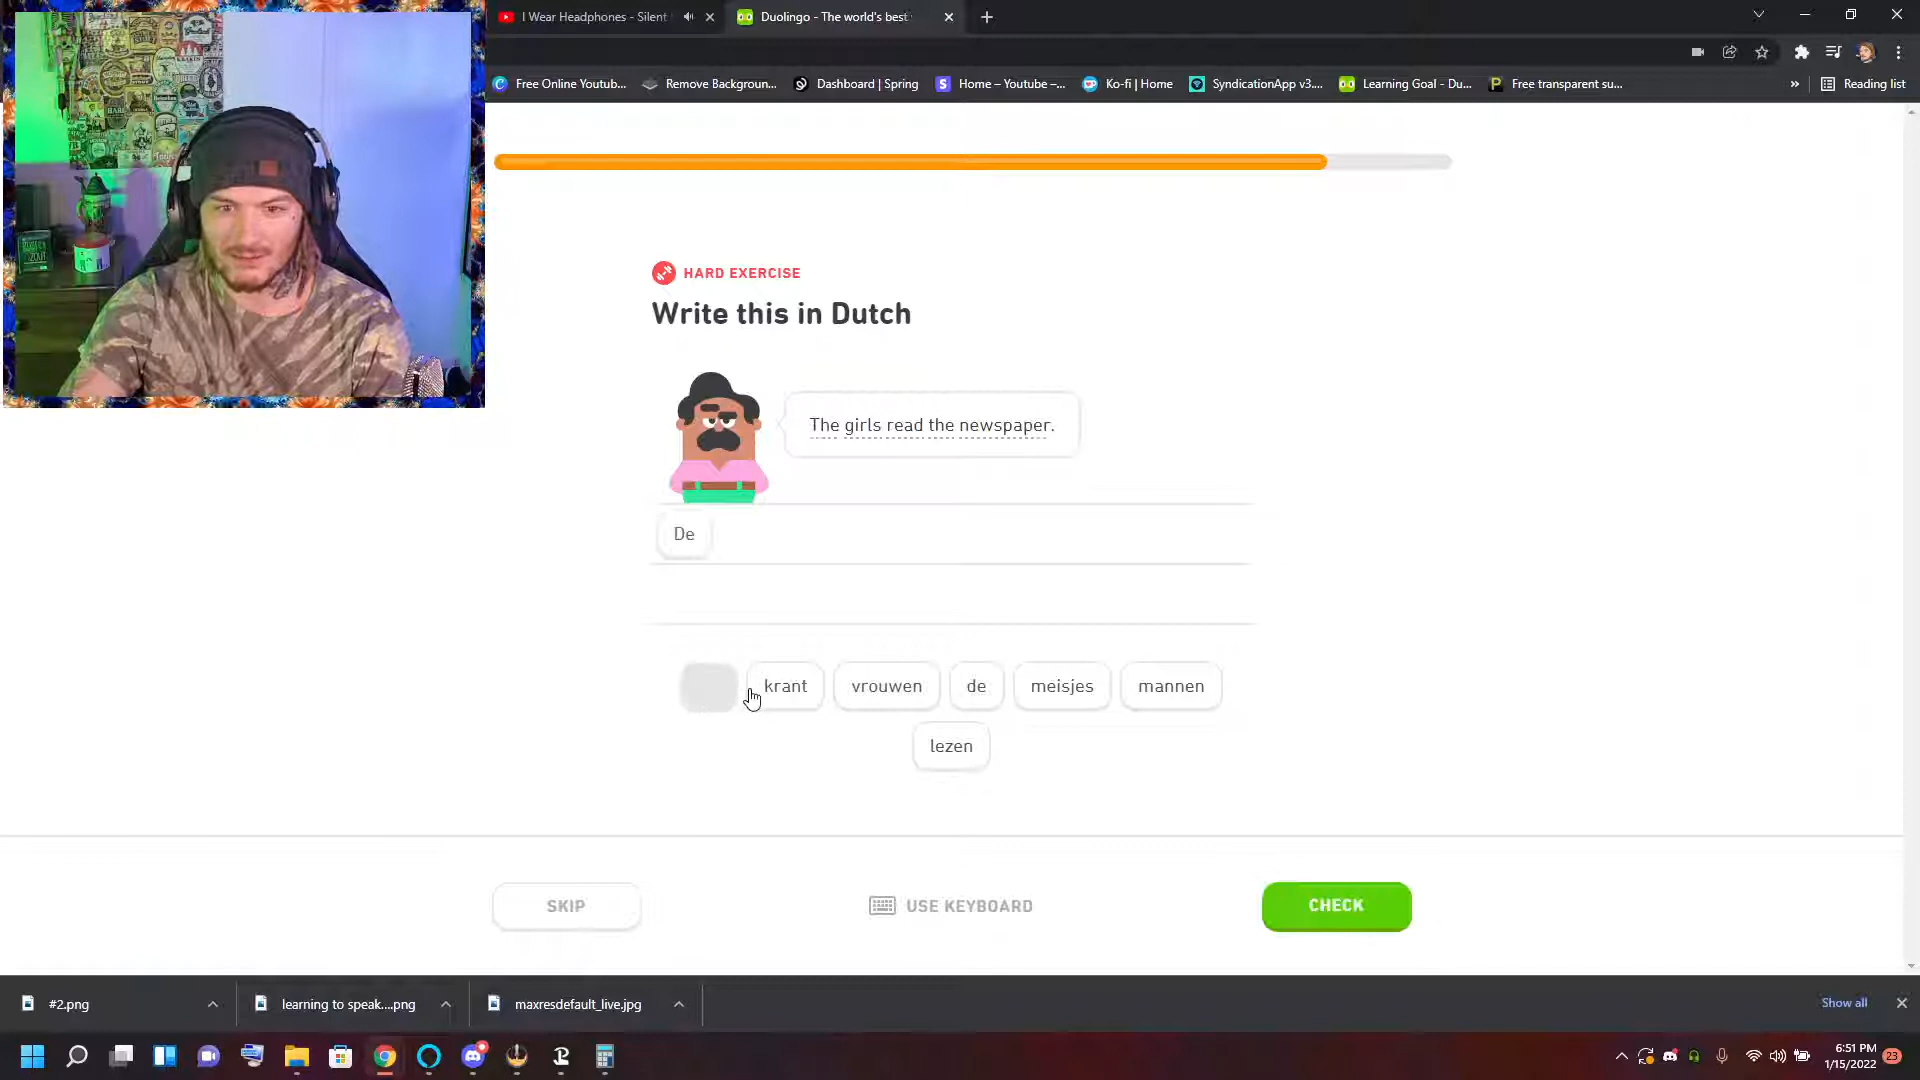 I Wear Headphones - Silent
Duolingo - The world's best
Free Online Youtub...
Remove Backgroun...
Dashboard | Spring
Home – Youtube –...
Ko-fi | Home
SyndicationApp v3....
Learning Goal - Du...
Free transparent su...
»
Reading list
HARD EXERCISE
Write this in Dutch
The girls read the newspaper.
De
krant
vrouwen
de
meisjes
mannen
lezen
SKIP
USE KEYBOARD
CHECK
#2.png
learning to speak....png
maxresdefault_live.jpg
Show all
6:51 PM
1/15/2022
23